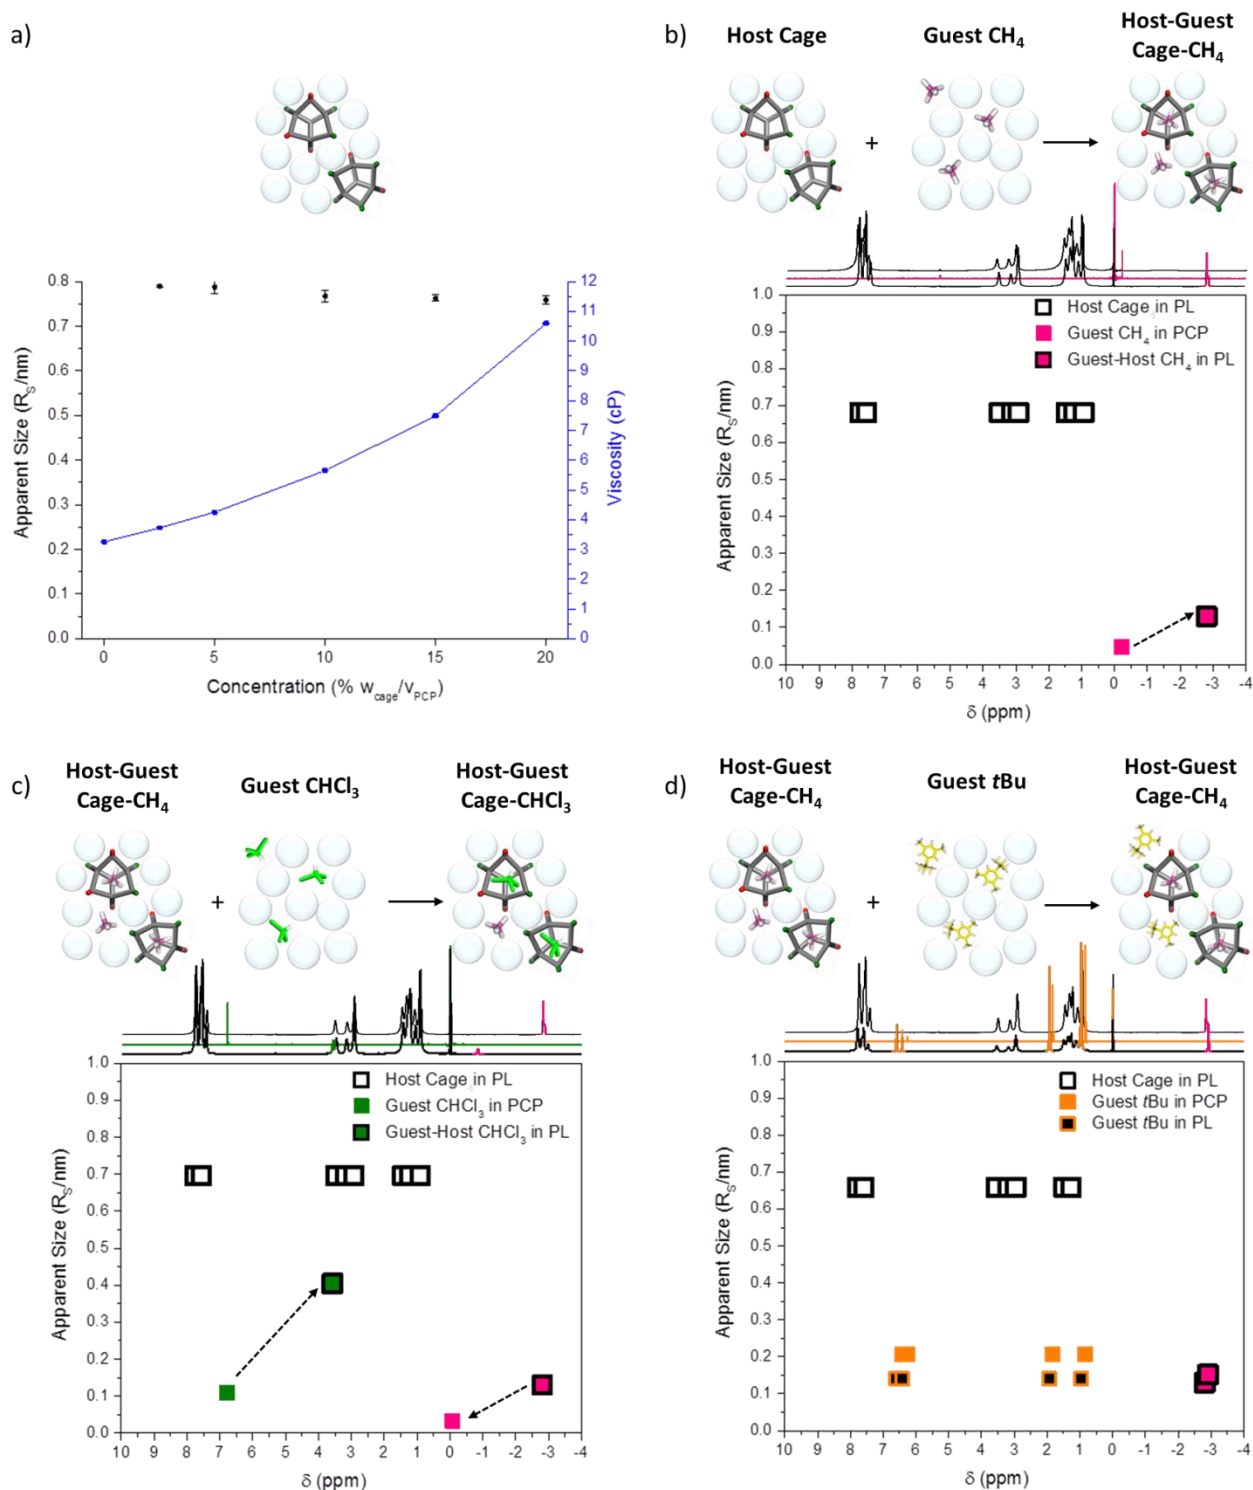 a)
0.8
0.7
0.6
0.5
0.4
0.3
0.2
0.1
0.0
Apparent Size (R_S/nm)
12
11
10
9
8
7
6
5
4
3
2
1
0
Viscosity (cP)
0 5 10 15 20
Concentration (% w_cage/v_PCP)
b)
Host Cage
Guest CH₄
Host-Guest
Cage-CH₄
+
1.0
0.9
0.8
0.7
0.6
0.5
0.4
0.3
0.2
0.1
0.0
Apparent Size (R_S/nm)
Host Cage in PL
Guest CH₄ in PCP
Guest-Host CH₄ in PL
10 9 8 7 6 5 4 3 2 1 0 -1 -2 -3 -4
δ (ppm)
c)
Host-Guest
Cage-CH₄
Guest CHCl₃
Host-Guest
Cage-CHCl₃
+
1.0
0.9
0.8
0.7
0.6
0.5
0.4
0.3
0.2
0.1
0.0
Apparent Size (R_S/nm)
Host Cage in PL
Guest CHCl₃ in PCP
Guest-Host CHCl₃ in PL
10 9 8 7 6 5 4 3 2 1 0 -1 -2 -3 -4
δ (ppm)
d)
Host-Guest
Cage-CH₄
Guest tBu
Host-Guest
Cage-CH₄
+
1.0
0.9
0.8
0.7
0.6
0.5
0.4
0.3
0.2
0.1
0.0
Apparent Size (R_S/nm)
Host Cage in PL
Guest tBu in PCP
Guest tBu in PL
10 9 8 7 6 5 4 3 2 1 0 -1 -2 -3 -4
δ (ppm)